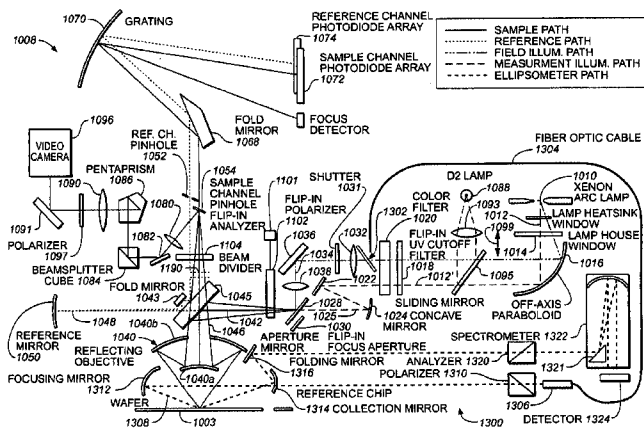 1008
1070
GRATING
REFERENCE CHANNEL
PHOTODIODE ARRAY
1074
SAMPLE CHANNEL
PHOTODIODE ARRAY
1072
FOCUS
DETECTOR
SAMPLE PATH
REFERENCE PATH
FIELD ILLUM. PATH
MEASURMENT ILLUM. PATH
ELLIPSOMETER PATH
FIBER OPTIC CABLE
1304
FOLD
MIRROR
1068
REF. CH.
PINHOLE
1052
1054
SAMPLE
CHANNEL
PINHOLE
FLIP-IN
ANALYZER
1096
VIDEO
CAMERA
PENTAPRISM
1086
1090
1080
1091
POLARIZER
1097
1082
BEAMSPLITTER
CUBE 1084
1104
BEAM
DIVIDER
1190
1101
FLIP-IN
POLARIZER
1102
1036
1034
SHUTTER
1031
1032
1302
1020
COLOR
FILTER
D2 LAMP
1088
1093
1099
FLIP-IN
UV CUTOFF
FILTER
1018
1012'
1095
SLIDING MIRROR
1010
XENON
ARC LAMP
1012
LAMP HEATSINK
WINDOW
LAMP HOUSE
WINDOW
1014
1016
OFF-AXIS
PARABOLOID
FOLD MIRROR
1043
1045
1038
1022
1028
1025
1030
1024
CONCAVE
MIRROR
FLIP-IN
FOCUS APERTURE
1042
1046
APERTURE
MIRROR
1048
REFERENCE
MIRROR
1050
1040b
1040
REFLECTING
OBJECTIVE
1040a
FOLDING MIRROR
1316
FOCUSING MIRROR
1312
REFERENCE CHIP
1314 COLLECTION MIRROR
WAFER
1308
1003
1300
SPECTROMETER
1322
ANALYZER 1320
POLARIZER 1310
1321
1306
DETECTOR 1324